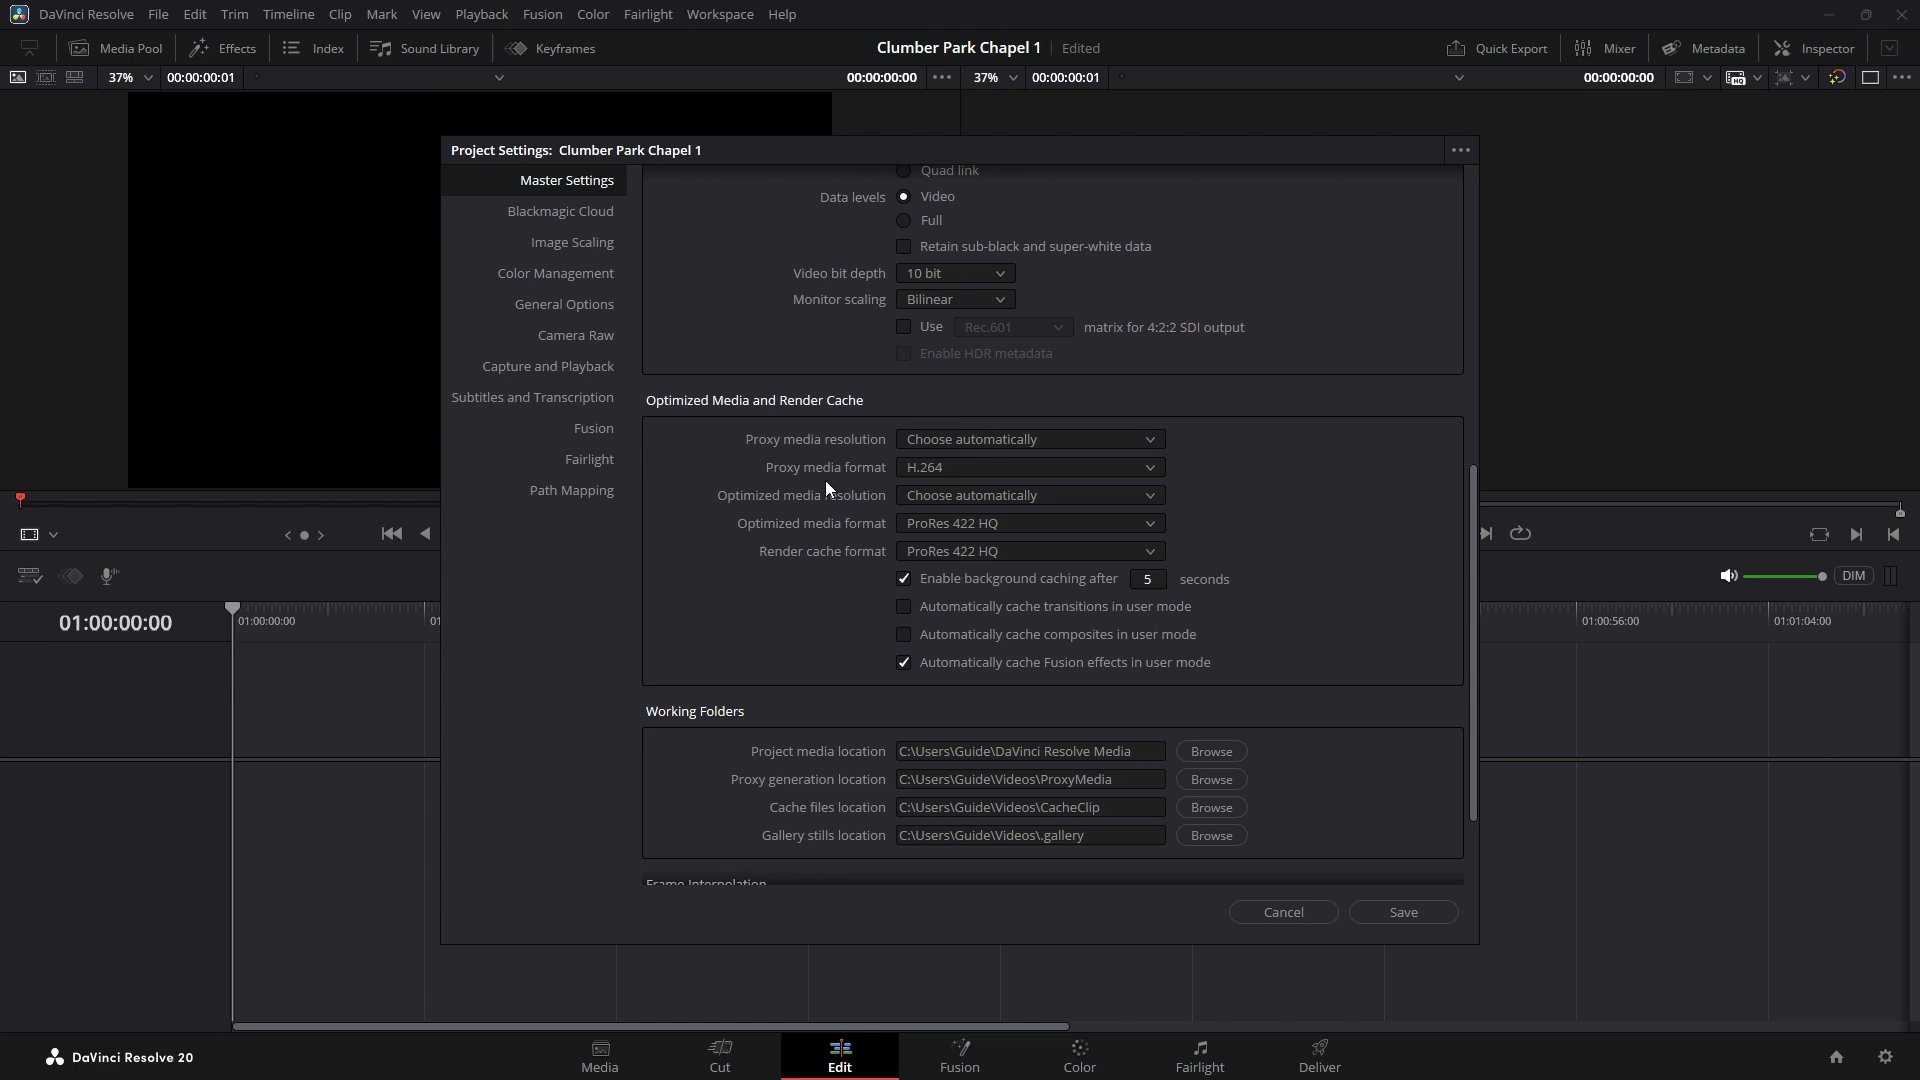 DaVinci Resolve File Edit Trim Timeline Clip Mark View Playback Fusion Color Fairlight Workspace Help
Media Pool Effects Index Sound Library Keyframes Clumber Park Chapel 1 Edited Quick Export Mixer Metadata Inspector
37% 00:00:00:01 00:00:00:00 37% 00:00:00:01 00:00:00:00
Project Settings: Clumber Park Chapel 1
Master Settings
Blackmagic Cloud
Image Scaling
Color Management
General Options
Camera Raw
Capture and Playback
Subtitles and Transcription
Fusion
Fairlight
Path Mapping
Quad link
Data levels Video
Full
Retain sub-black and super-white data
Video bit depth 10 bit
Monitor scaling Bilinear
Use Rec.601 matrix for 4:2:2 SDI output
Enable HDR metadata
Optimized Media and Render Cache
Proxy media resolution Choose automatically
Proxy media format H.264
Optimized media resolution Choose automatically
Optimized media format ProRes 422 HQ
Render cache format ProRes 422 HQ
Enable background caching after 5 seconds
Automatically cache transitions in user mode
Automatically cache composites in user mode
Automatically cache Fusion effects in user mode
Working Folders
Project media location C:\Users\Guide\DaVinci Resolve Media Browse
Proxy generation location C:\Users\Guide\Videos\ProxyMedia Browse
Cache files location C:\Users\Guide\Videos\CacheClip Browse
Gallery stills location C:\Users\Guide\Videos\.gallery Browse
Frame Interpolation
Cancel Save
DIM
01:00:00:00 01:00:00:00 01 01:00:56:00 01:01:04:00
DaVinci Resolve 20
Media Cut Edit Fusion Color Fairlight Deliver